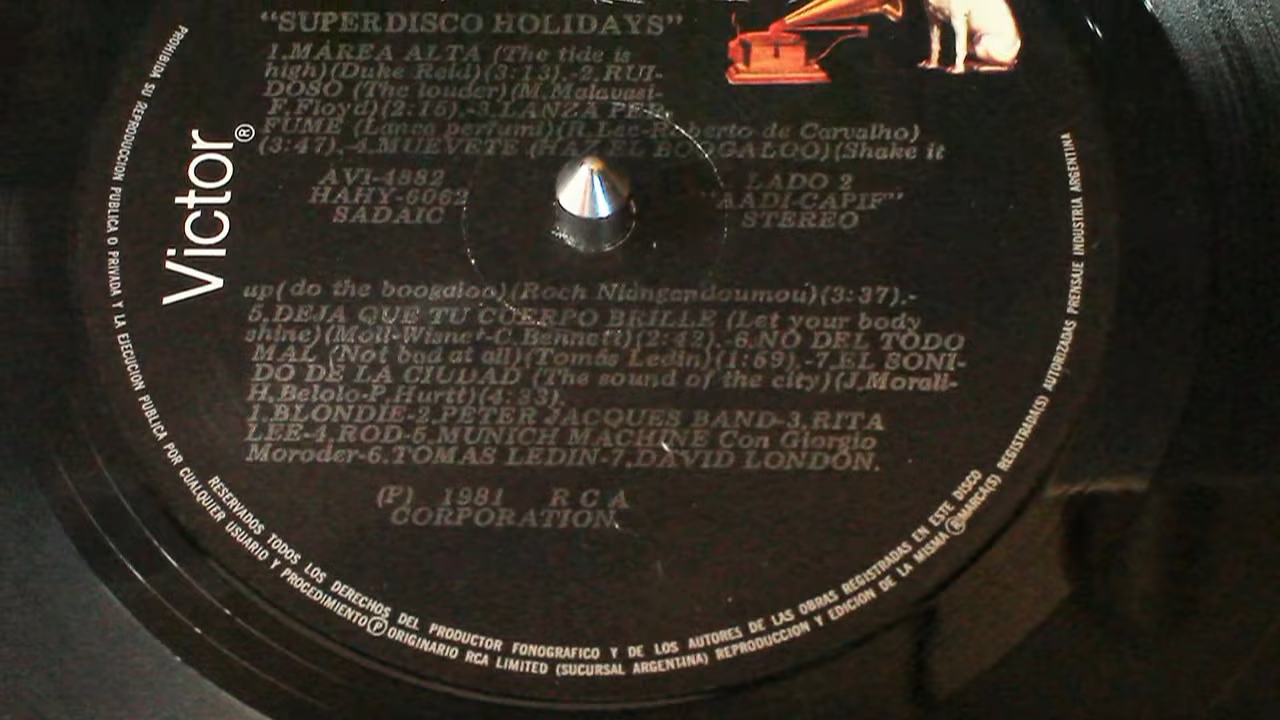 "SUPERDISCO HOLIDAYS"
1.MAREA ALTA (The tide is
high)(Duke Reid)(3:13).-2.RUI-
DOSO (The louder)(M.Malavasi-
F.Floyd)(2:15).-3.LANZA PER-
FUME (Lança perfume)(R.Lee-Roberto de Carvalho)
(3:47).-4.MUEVETE (HAZ EL BOOGALOO)(Shake it
AVI-4882
HAHY-6062
SADAIC
LADO 2
AADI-CAPIF"
STEREO
up(do the boogaloo)(Roch
(3:37).-
5.DEJA QUE TU CUERPO BRILLE (Let your body
shine)(Moll-Wisner-C.Bennett)(2:42).-6.NO DEL TODO
MAL (Not bad at all)(Tomás Ledin)(1:59).-7.EL SONI-
DO DE LA CIUDAD (The sound of the city)(J.Morali-
H.Belolo-P.Hurtt)(4:33).
1.BLONDIE-2.PETER JACQUES BAND-3.RITA
LEE-4.ROD-5.MUNICH MACHINE Con Giorgio
Moroder-6.TOMAS LEDIN-7.DAVID LONDON.
(P) 1981 R C A
CORPORATION.
Victor®
PROHIBIDA SU REPRODUCCION PUBLICA O PRIVADA Y LA EJECUCION PUBLICA POR CUALQUIER USUARIO Y PROCEDIMIENTO Ⓟ ORIGINARIO RCA LIMITED (SUCURSAL ARGENTINA) REPRODUCCION Y EDICION DE LA MISMA ® MARCA(S) REGISTRADA(S) AUTORIZADAS PRENSAJE INDUSTRIA ARGENTINA
RESERVADOS TODOS LOS DERECHOS DEL PRODUCTOR FONOGRAFICO Y DE LOS AUTORES DE LAS OBRAS REGISTRADAS EN ESTE DISCO